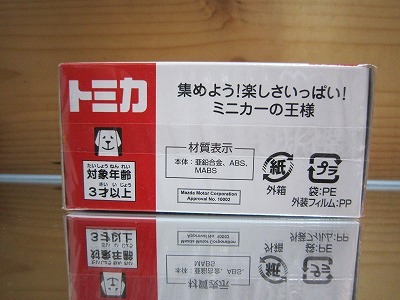 トミカ
集めよう!楽しさいっぱい!
ミニカーの王様
たいしょうねんれい
対象年齢
さい いじょう
3才以上
材質表示
本体:亜鉛合金、ABS、
MABS
Mazda Motor Corporation
Approval No. 10002
紙
外箱
プラ
袋:PE
外装フィルム:PP